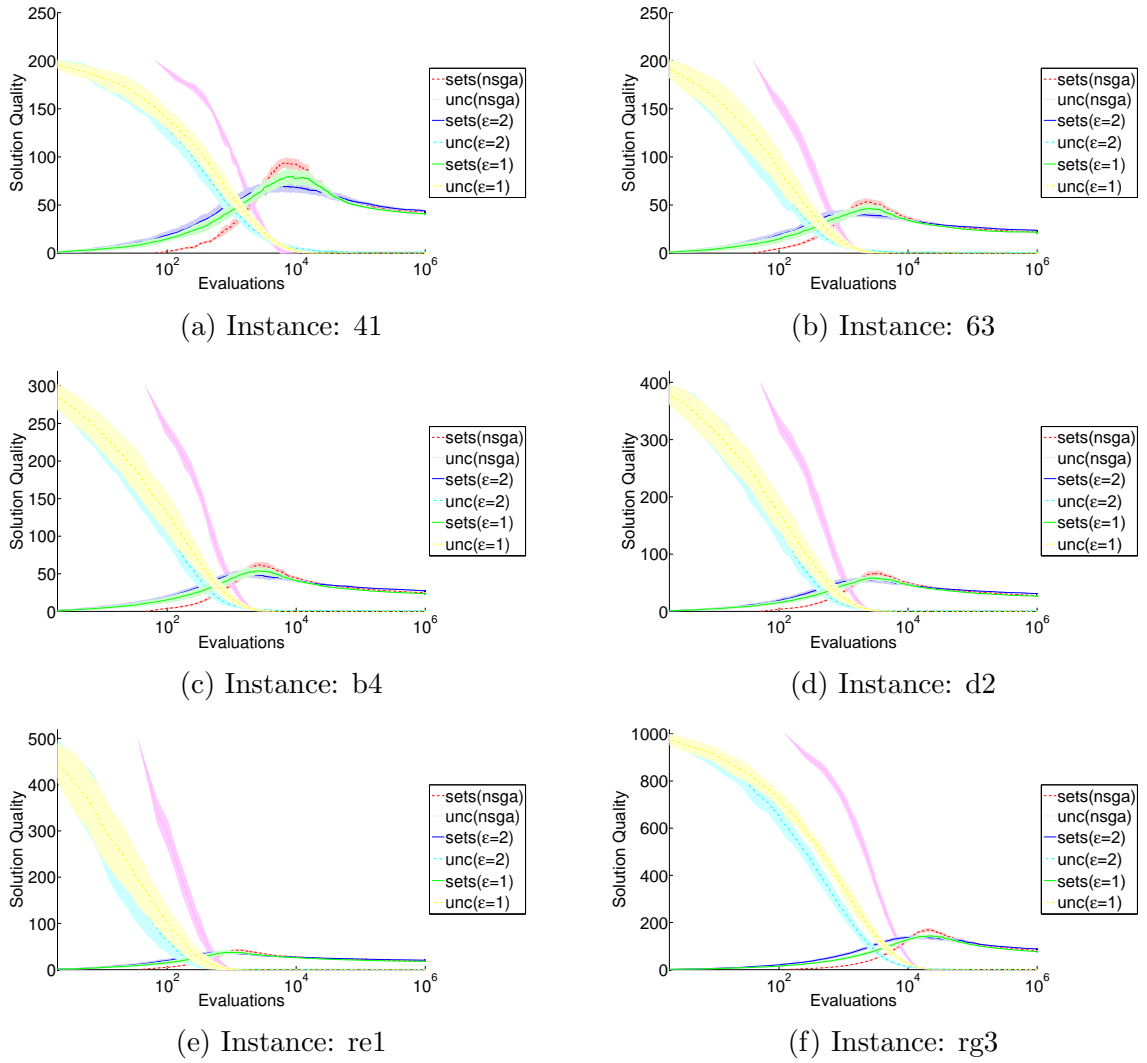 250
200
150
100
50
0
Solution Quality
10^2
10^4
10^6
Evaluations
sets(nsga)
unc(nsga)
sets(ε=2)
unc(ε=2)
sets(ε=1)
unc(ε=1)
(a) Instance: 41
250
200
150
100
50
0
Solution Quality
10^2
10^4
10^6
Evaluations
sets(nsga)
unc(nsga)
sets(ε=2)
unc(ε=2)
sets(ε=1)
unc(ε=1)
(b) Instance: 63
300
250
200
150
100
50
0
Solution Quality
10^2
10^4
10^6
Evaluations
sets(nsga)
unc(nsga)
sets(ε=2)
unc(ε=2)
sets(ε=1)
unc(ε=1)
(c) Instance: b4
400
300
200
100
0
Solution Quality
10^2
10^4
10^6
Evaluations
sets(nsga)
unc(nsga)
sets(ε=2)
unc(ε=2)
sets(ε=1)
unc(ε=1)
(d) Instance: d2
500
400
300
200
100
0
Solution Quality
10^2
10^4
10^6
Evaluations
sets(nsga)
unc(nsga)
sets(ε=2)
unc(ε=2)
sets(ε=1)
unc(ε=1)
(e) Instance: re1
1000
800
600
400
200
0
Solution Quality
10^2
10^4
10^6
Evaluations
sets(nsga)
unc(nsga)
sets(ε=2)
unc(ε=2)
sets(ε=1)
unc(ε=1)
(f) Instance: rg3